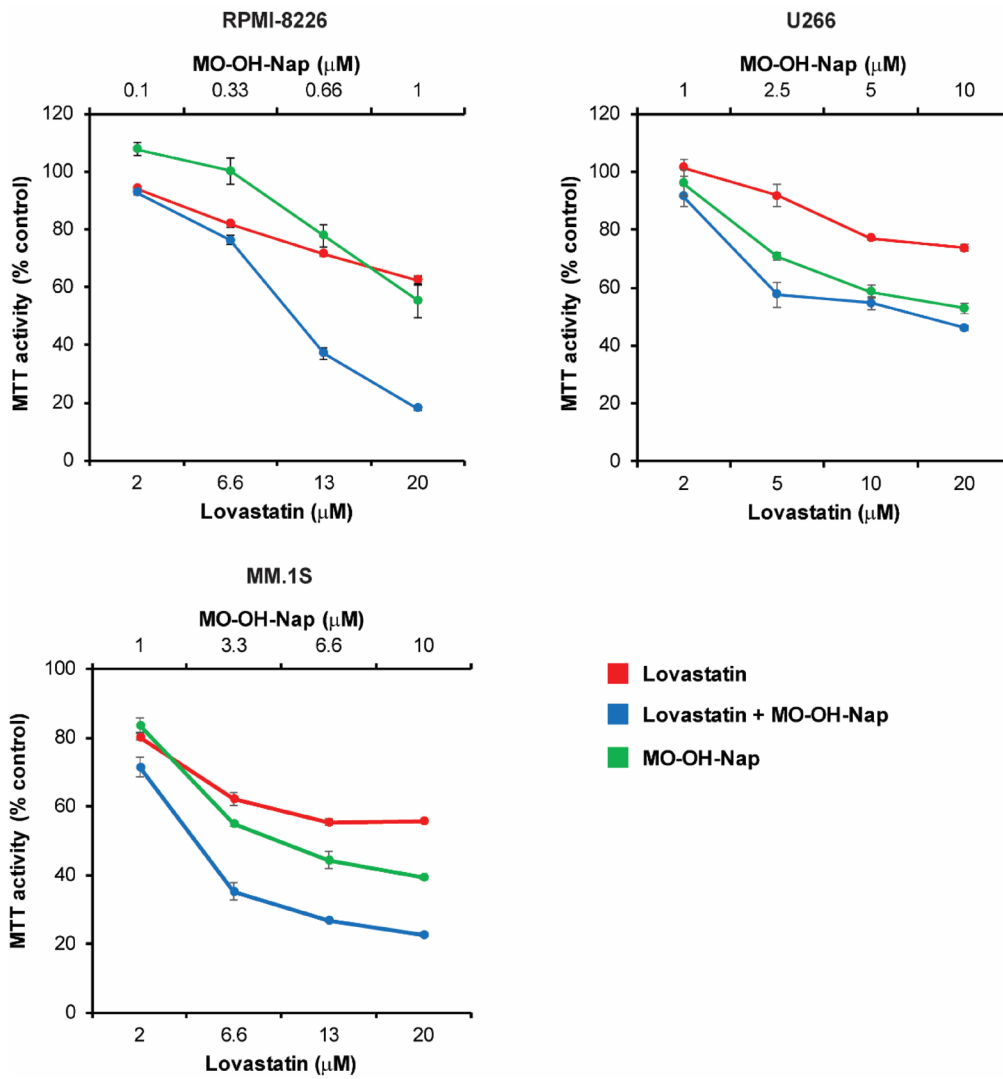 RPMI-8226
MO-OH-Nap (μM)
0.1 0.33 0.66 1
120
100
80
60
40
20
0
MTT activity (% control)
2 6.6 13 20
Lovastatin (μM)
U266
MO-OH-Nap (μM)
1 2.5 5 10
120
100
80
60
40
20
0
MTT activity (% control)
2 5 10 20
Lovastatin (μM)
MM.1S
MO-OH-Nap (μM)
1 3.3 6.6 10
100
80
60
40
20
0
MTT activity (% control)
2 6.6 13 20
Lovastatin (μM)
Lovastatin
Lovastatin + MO-OH-Nap
MO-OH-Nap